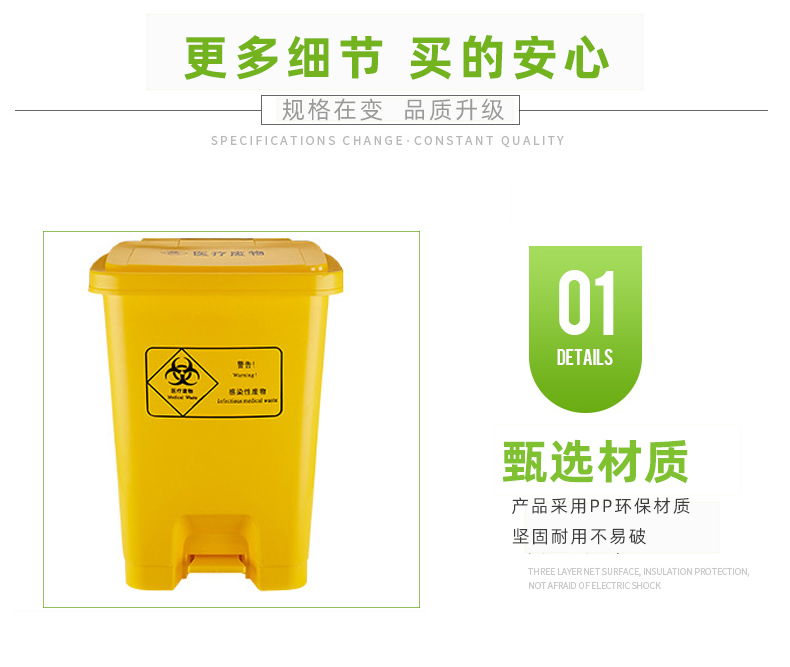 更多细节 买的安心
规格在变 品质升级
SPECIFICATIONS CHANGE·CONSTANT QUALITY
医疗废物
警告!
Warning!
医疗废物
Medical Waste
感染性废物
Infectious medical waste
01
DETAILS
甄选材质
产品采用PP环保材质
坚固耐用不易破
THREE LAYER NET SURFACE, INSULATION PROTECTION,
NOT AFRAID OF ELECTRIC SHOCK